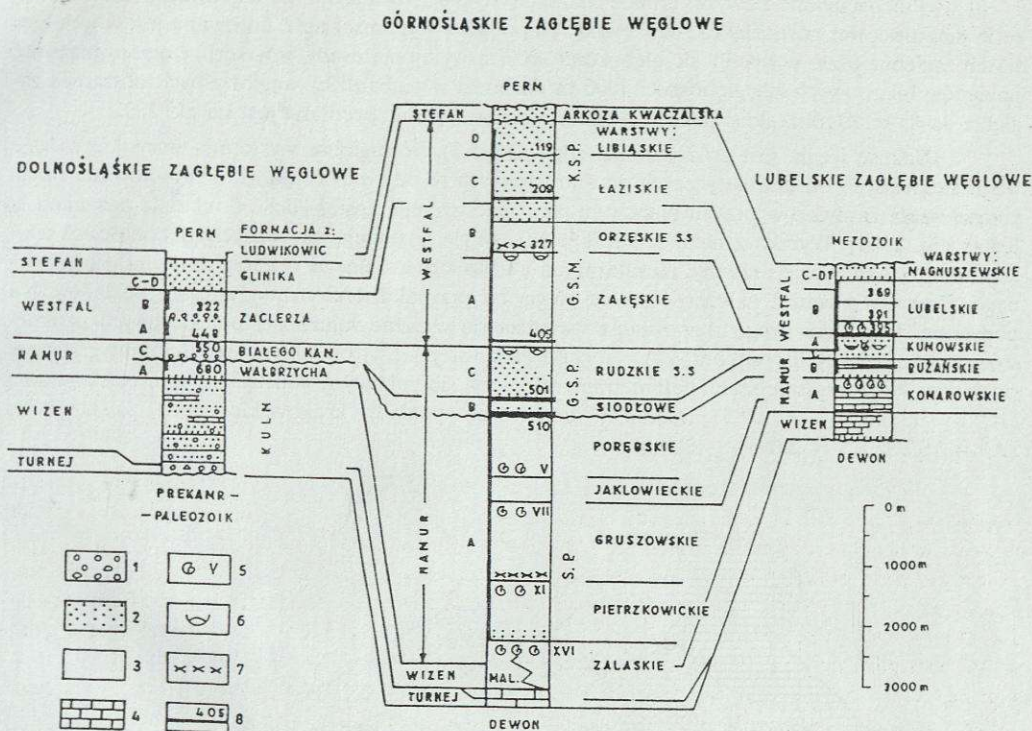 GÓRNOŚLĄSKIE ZAGŁĘBIE WĘGLOWE
PERM
STEFAN
ARKOZA KWACZALSKA
WARSTWY:
D
119
LIBIĄSKIE
K.S.P.
C
209
ŁAZISKIE
WESTFAL
B
327
ORZĘSKIE S.S
A
ZAŁĘSKIE
G.S.M.
405
C
RUDZKIE S.S
501
G.S.P.
B
SIODŁOWE
510
PORĘBSKIE
V
JAKLOWIECKIE
VII
NAMUR
A
GRUSZOWSKIE
S.P.
XI
PIETRZKOWICKIE
XVI
ZALASKIE
WIZEN
MAL.
TURNEJ
DEWON
DOLNOŚLĄSKIE ZAGŁĘBIE WĘGLOWE
PERM
FORMACJA z:
LUDWIKOWIC
STEFAN
GLINIKA
C-D
WESTFAL
B
322
ZACLERZA
A
448
NAMUR
C
550
BIAŁEGO KAM.
A
680
WAŁBRZYCHA
WIZEN
KULM
TURNEJ
PREKAMR-
-PALEOZOIK
LUBELSKIE ZAGŁĘBIE WĘGLOWE
MEZOZOIK
WARSTWY:
C-D?
MAGNUSZEWSKIE
WESTFAL
369
B
391
LUBELSKIE
395
A
KUMOWSKIE
C
NAMUR
B
BUŻAŃSKIE
A
KOMAROWSKIE
WIZEN
DEWON
0 m
1000 m
2000 m
3000 m
1
2
3
4
V 5
6
7
405 8